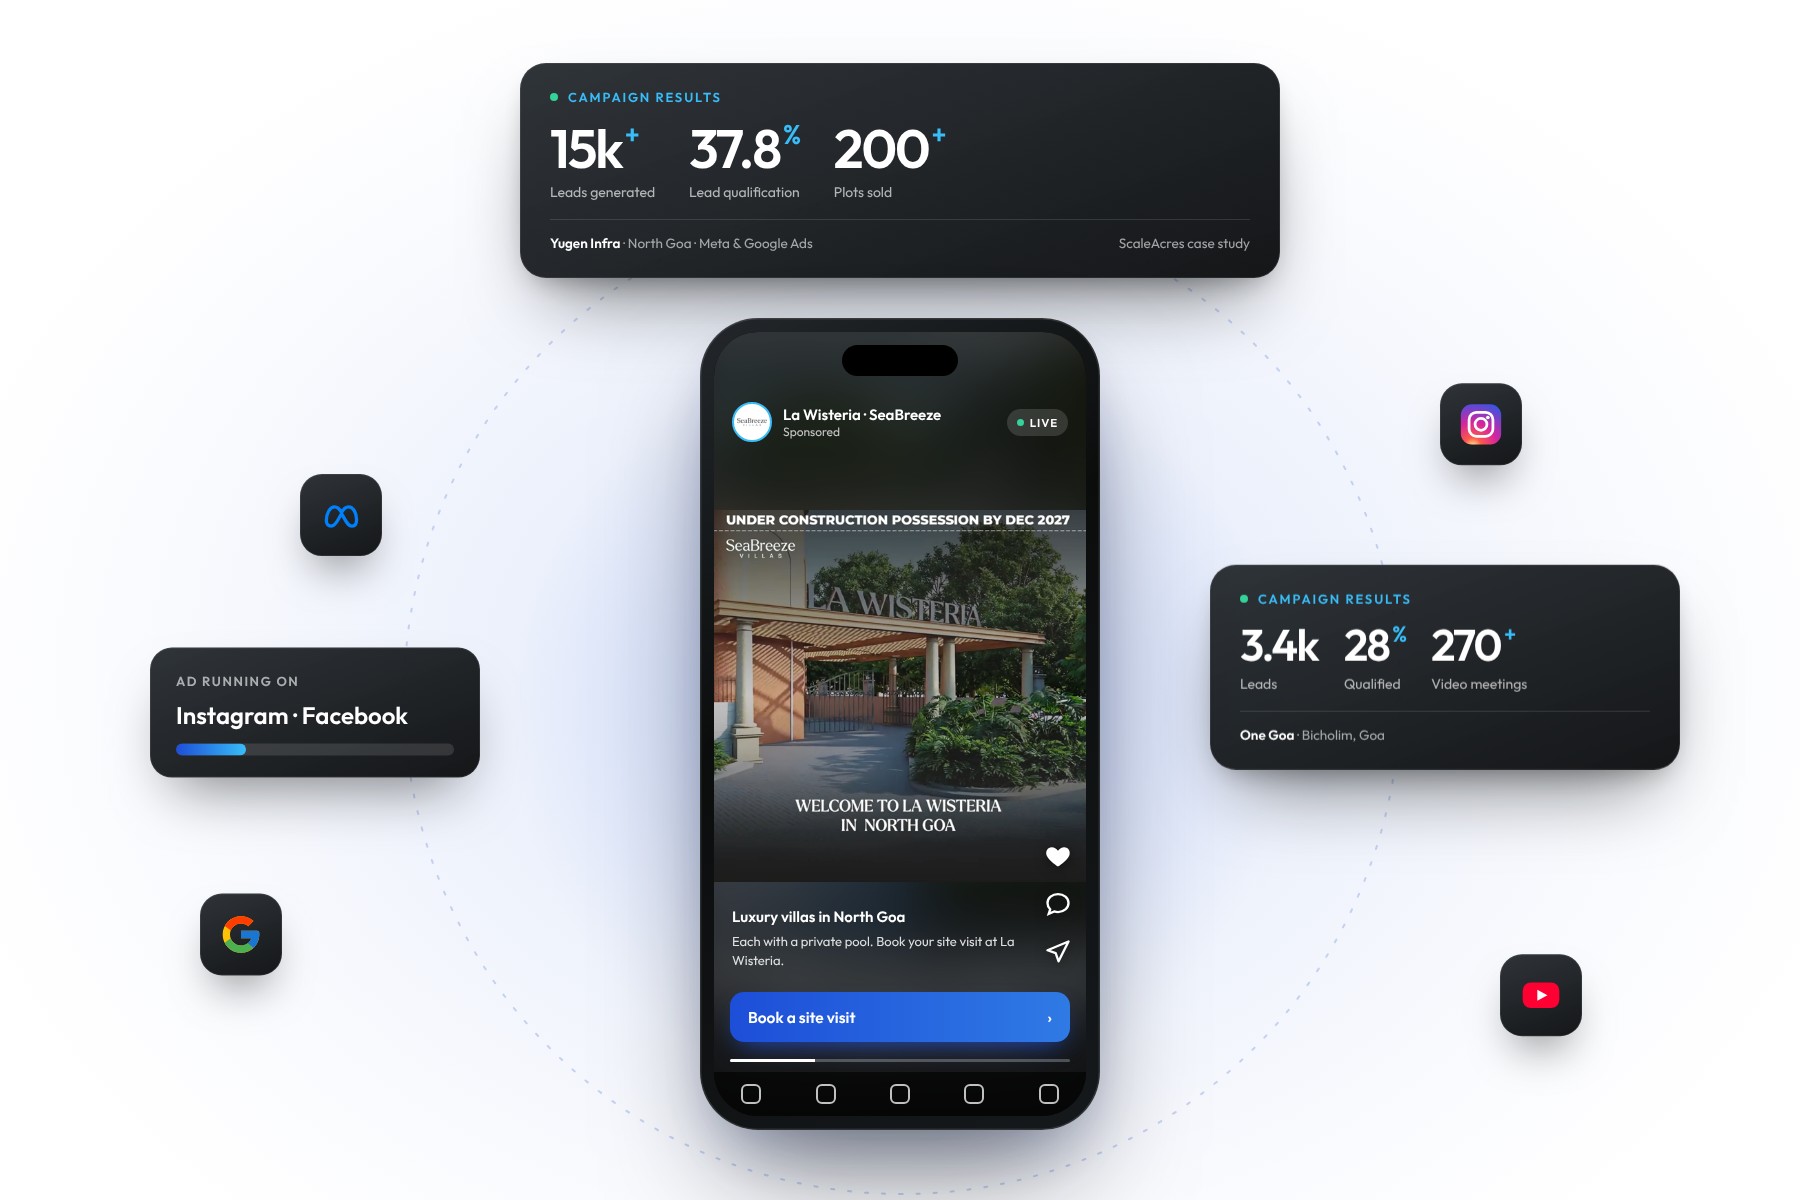 CAMPAIGN RESULTS
15k+ 37.8% 200+
Leads generated Lead qualification Plots sold
Yugen Infra · North Goa · Meta & Google Ads ScaleAcres case study
SeaBreeze
La Wisteria · SeaBreeze
Sponsored
LIVE
UNDER CONSTRUCTION POSSESSION BY DEC 2027
SeaBreeze
VILLAS
LA WISTERIA
WELCOME TO LA WISTERIA
IN NORTH GOA
Luxury villas in North Goa
Each with a private pool. Book your site visit at La
Wisteria.
Book a site visit ›
AD RUNNING ON
Instagram · Facebook
CAMPAIGN RESULTS
3.4k 28% 270+
Leads Qualified Video meetings
One Goa · Bicholim, Goa